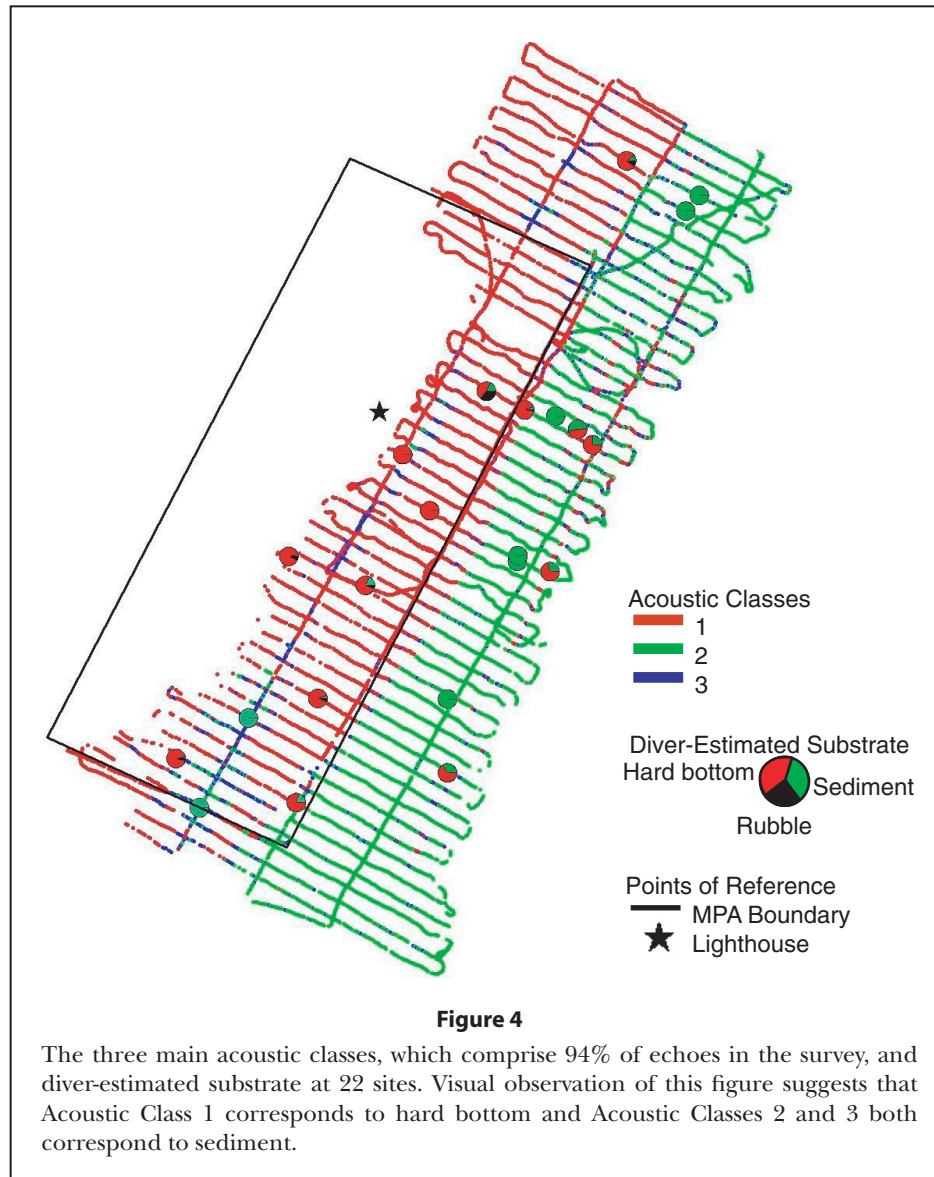 Acoustic Classes
1
2
3
Diver-Estimated Substrate
Hard bottom
Sediment
Rubble
Points of Reference
MPA Boundary
Lighthouse
Figure 4
The three main acoustic classes, which comprise 94% of echoes in the survey, and
diver-estimated substrate at 22 sites. Visual observation of this figure suggests that
Acoustic Class 1 corresponds to hard bottom and Acoustic Classes 2 and 3 both
correspond to sediment.